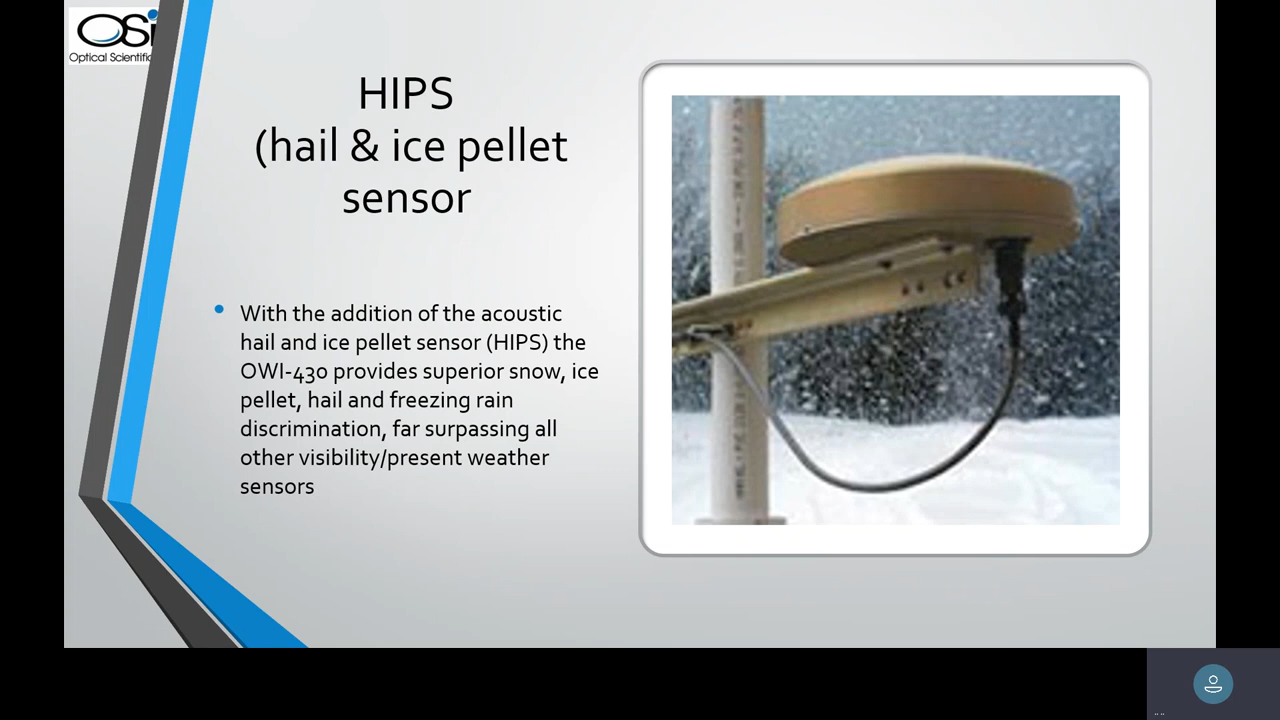 OSi
Optical Scientific
HIPS
(hail & ice pellet
sensor
With the addition of the acoustic
hail and ice pellet sensor (HIPS) the
OWI-430 provides superior snow, ice
pellet, hail and freezing rain
discrimination, far surpassing all
other visibility/present weather
sensors